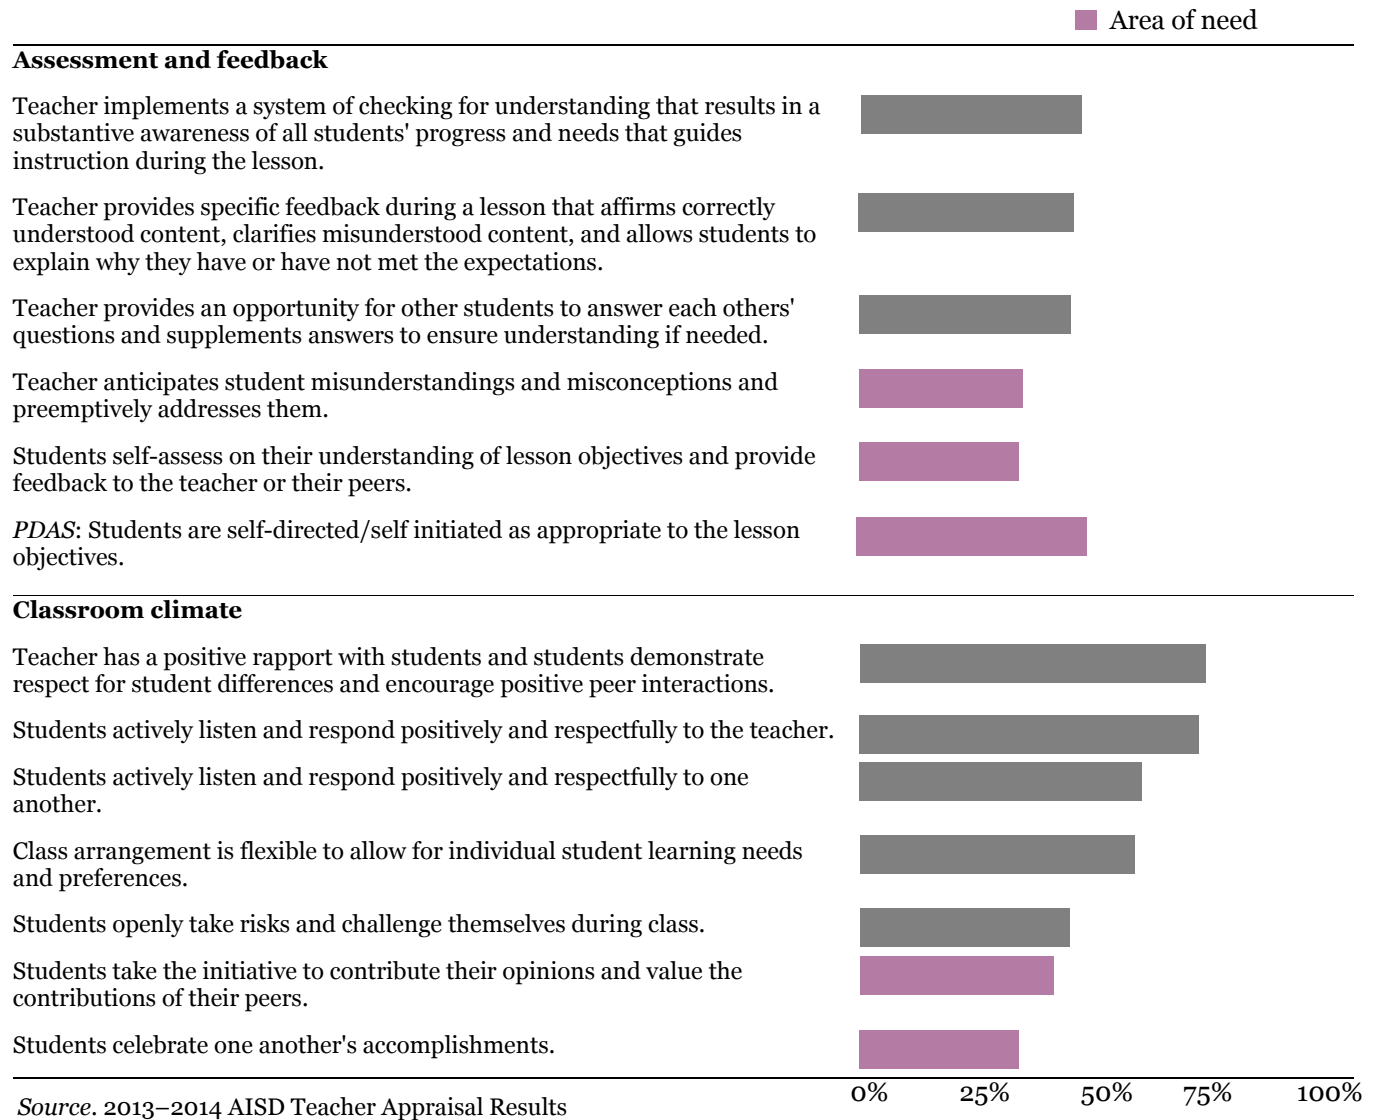 Area of need
Assessment and feedback
Teacher implements a system of checking for understanding that results in a
substantive awareness of all students' progress and needs that guides
instruction during the lesson.
Teacher provides specific feedback during a lesson that affirms correctly
understood content, clarifies misunderstood content, and allows students to
explain why they have or have not met the expectations.
Teacher provides an opportunity for other students to answer each others'
questions and supplements answers to ensure understanding if needed.
Teacher anticipates student misunderstandings and misconceptions and
preemptively addresses them.
Students self-assess on their understanding of lesson objectives and provide
feedback to the teacher or their peers.
PDAS: Students are self-directed/self initiated as appropriate to the lesson
objectives.
Classroom climate
Teacher has a positive rapport with students and students demonstrate
respect for student differences and encourage positive peer interactions.
Students actively listen and respond positively and respectfully to the teacher.
Students actively listen and respond positively and respectfully to one
another.
Class arrangement is flexible to allow for individual student learning needs
and preferences.
Students openly take risks and challenge themselves during class.
Students take the initiative to contribute their opinions and value the
contributions of their peers.
Students celebrate one another's accomplishments.
0% 25% 50% 75% 100%
Source. 2013–2014 AISD Teacher Appraisal Results